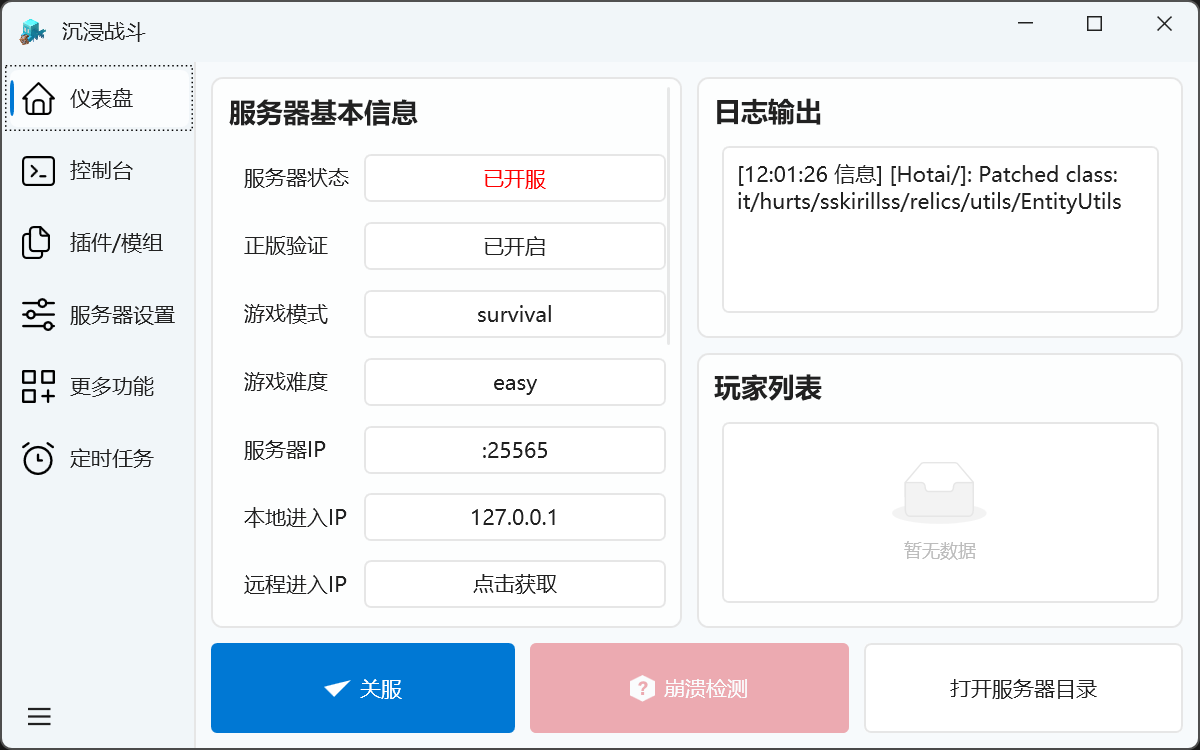 沉浸战斗
仪表盘
控制台
插件/模组
服务器设置
更多功能
定时任务
服务器基本信息
服务器状态
已开服
正版验证
已开启
游戏模式
survival
游戏难度
easy
服务器IP
:25565
本地进入IP
127.0.0.1
远程进入IP
点击获取
日志输出
[12:01:26 信息] [Hotai/]: Patched class:
it/hurts/sskirillss/relics/utils/EntityUtils
玩家列表
暂无数据
关服
崩溃检测
打开服务器目录